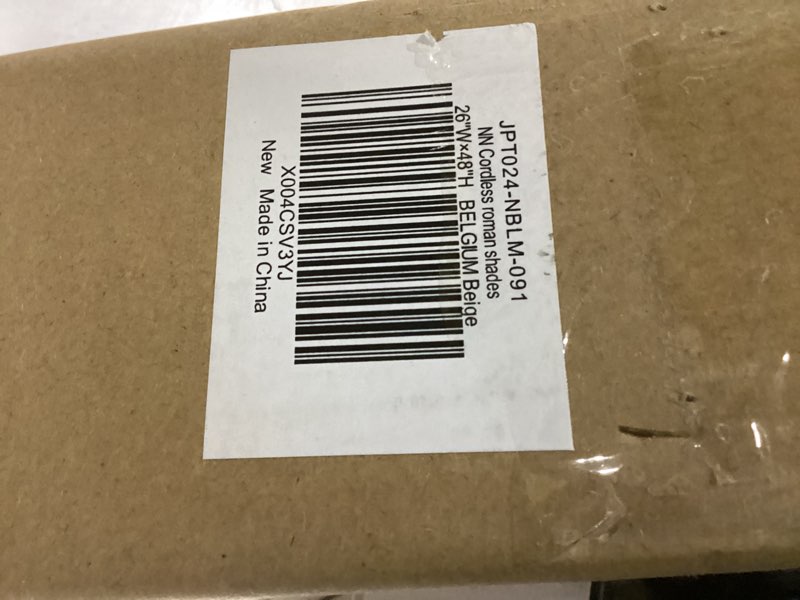 JPT024-NBLM-091
NN Cordless roman shades
26"W×48"H BELGIUM Beige
X004CSV3YJ
New Made in China